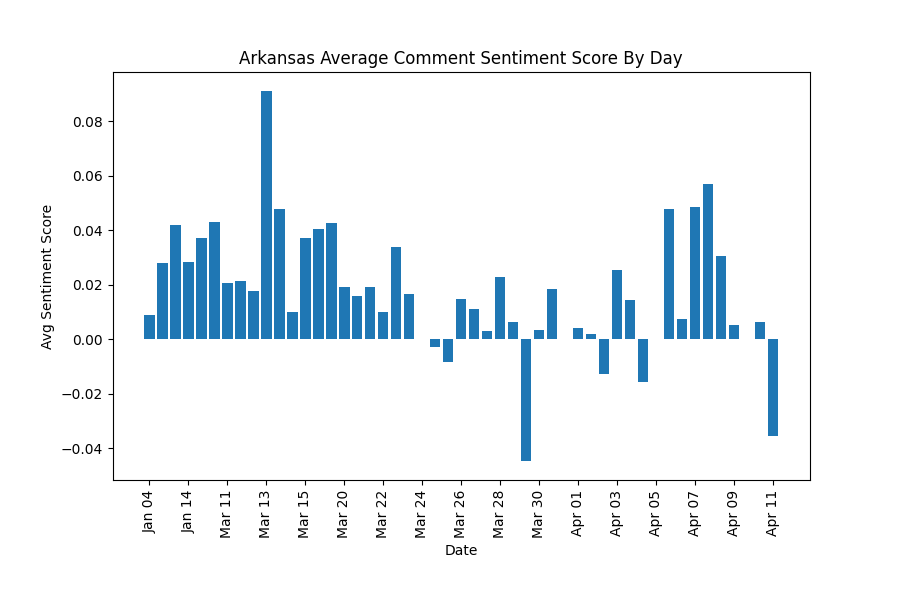 Arkansas Average Comment Sentiment Score By Day
Avg Sentiment Score
0.08
0.06
0.04
0.02
0.00
−0.02
−0.04
Jan 04
Jan 14
Mar 11
Mar 13
Mar 15
Mar 20
Mar 22
Mar 24
Mar 26
Mar 28
Mar 30
Apr 01
Apr 03
Apr 05
Apr 07
Apr 09
Apr 11
Date